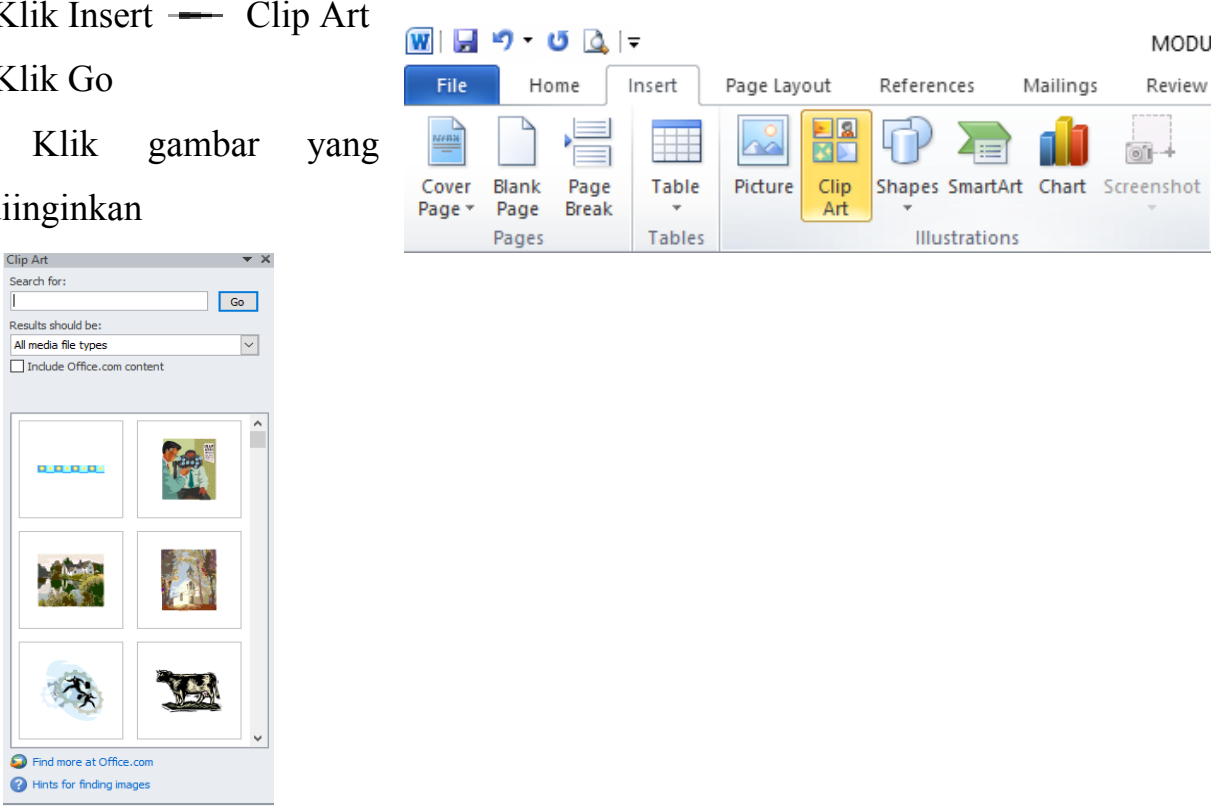 Klik Insert Clip Art
Klik Go
Klik gambar yang
diinginkan
MODU
File Home Insert Page Layout References Mailings Review
Cover Page Blank Page Page Break Table Picture Clip Art Shapes SmartArt Chart Screenshot
Pages Tables Illustrations
Clip Art
Search for:
Go
Results should be:
All media file types
Include Office.com content
Find more at Office.com
Hints for finding images